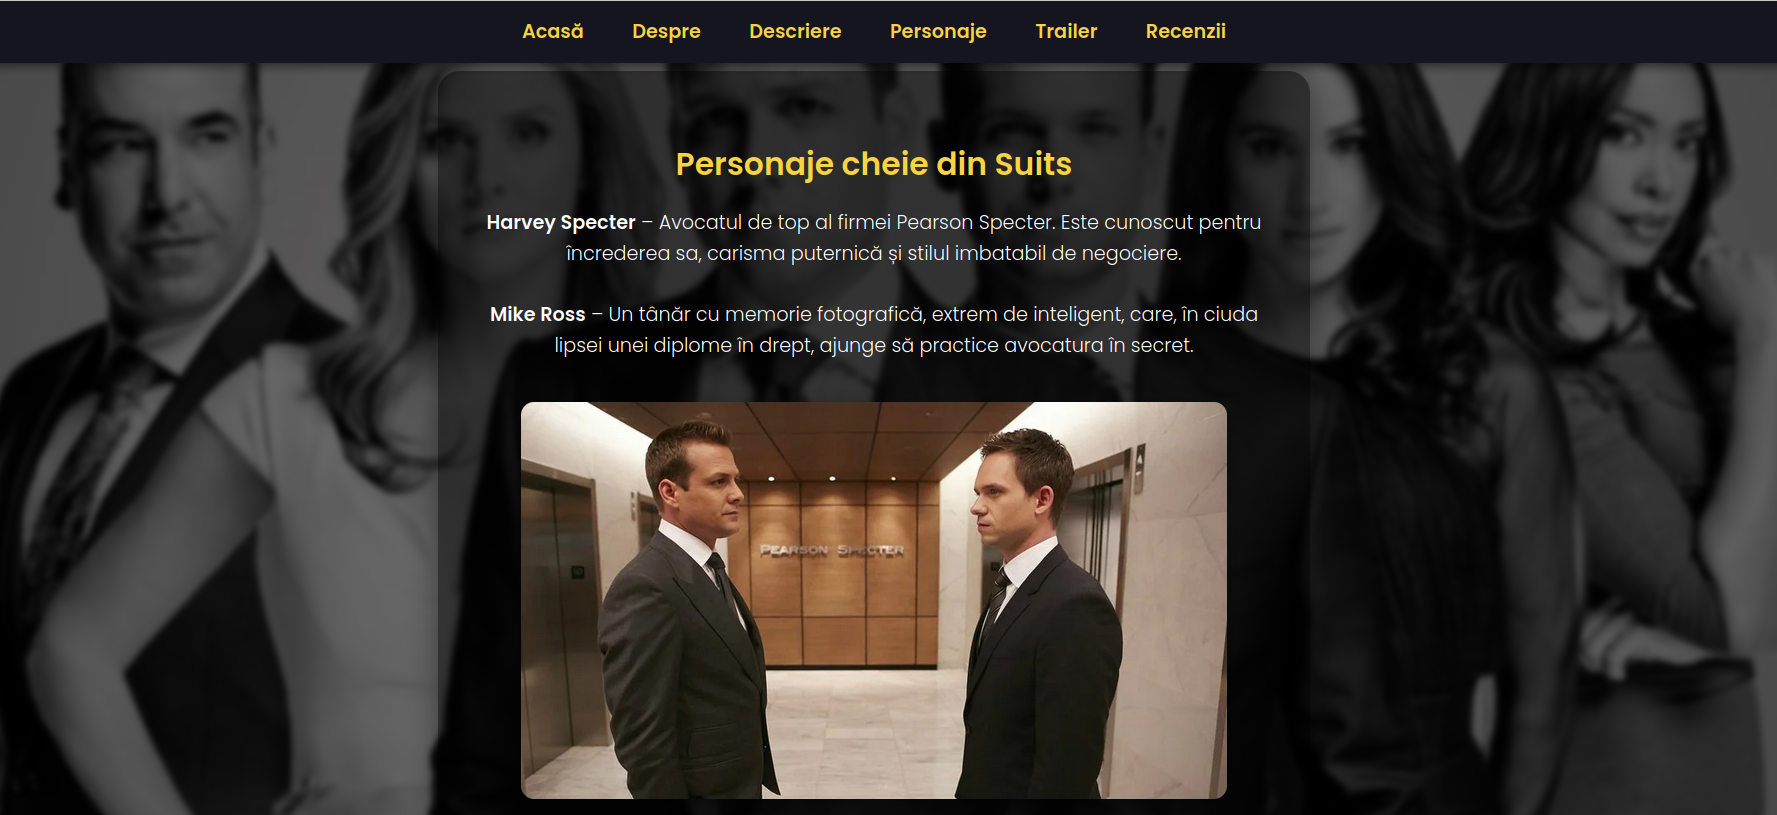 Acasă Despre Descriere Personaje Trailer Recenzii
Personaje cheie din Suits
Harvey Specter – Avocatul de top al firmei Pearson Specter. Este cunoscut pentru
încrederea sa, carisma puternică și stilul imbatabil de negociere.
Mike Ross – Un tânăr cu memorie fotografică, extrem de inteligent, care, în ciuda
lipsei unei diplome în drept, ajunge să practice avocatura în secret.
PEARSON SPECTER